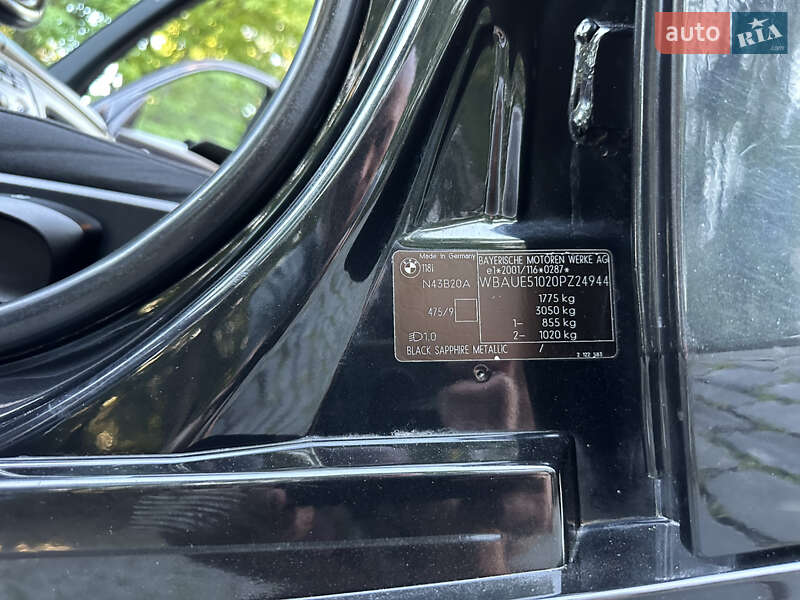 auto RIA
Made in Germany
BAYERISCHE MOTOREN WERKE AG
118i
e1*2001/116*0287*
N43B20A
WBAUE51020PZ24944
475/9
1775 kg
3050 kg
1- 855 kg
1.0
2- 1020 kg
BLACK SAPPHIRE METALLIC /